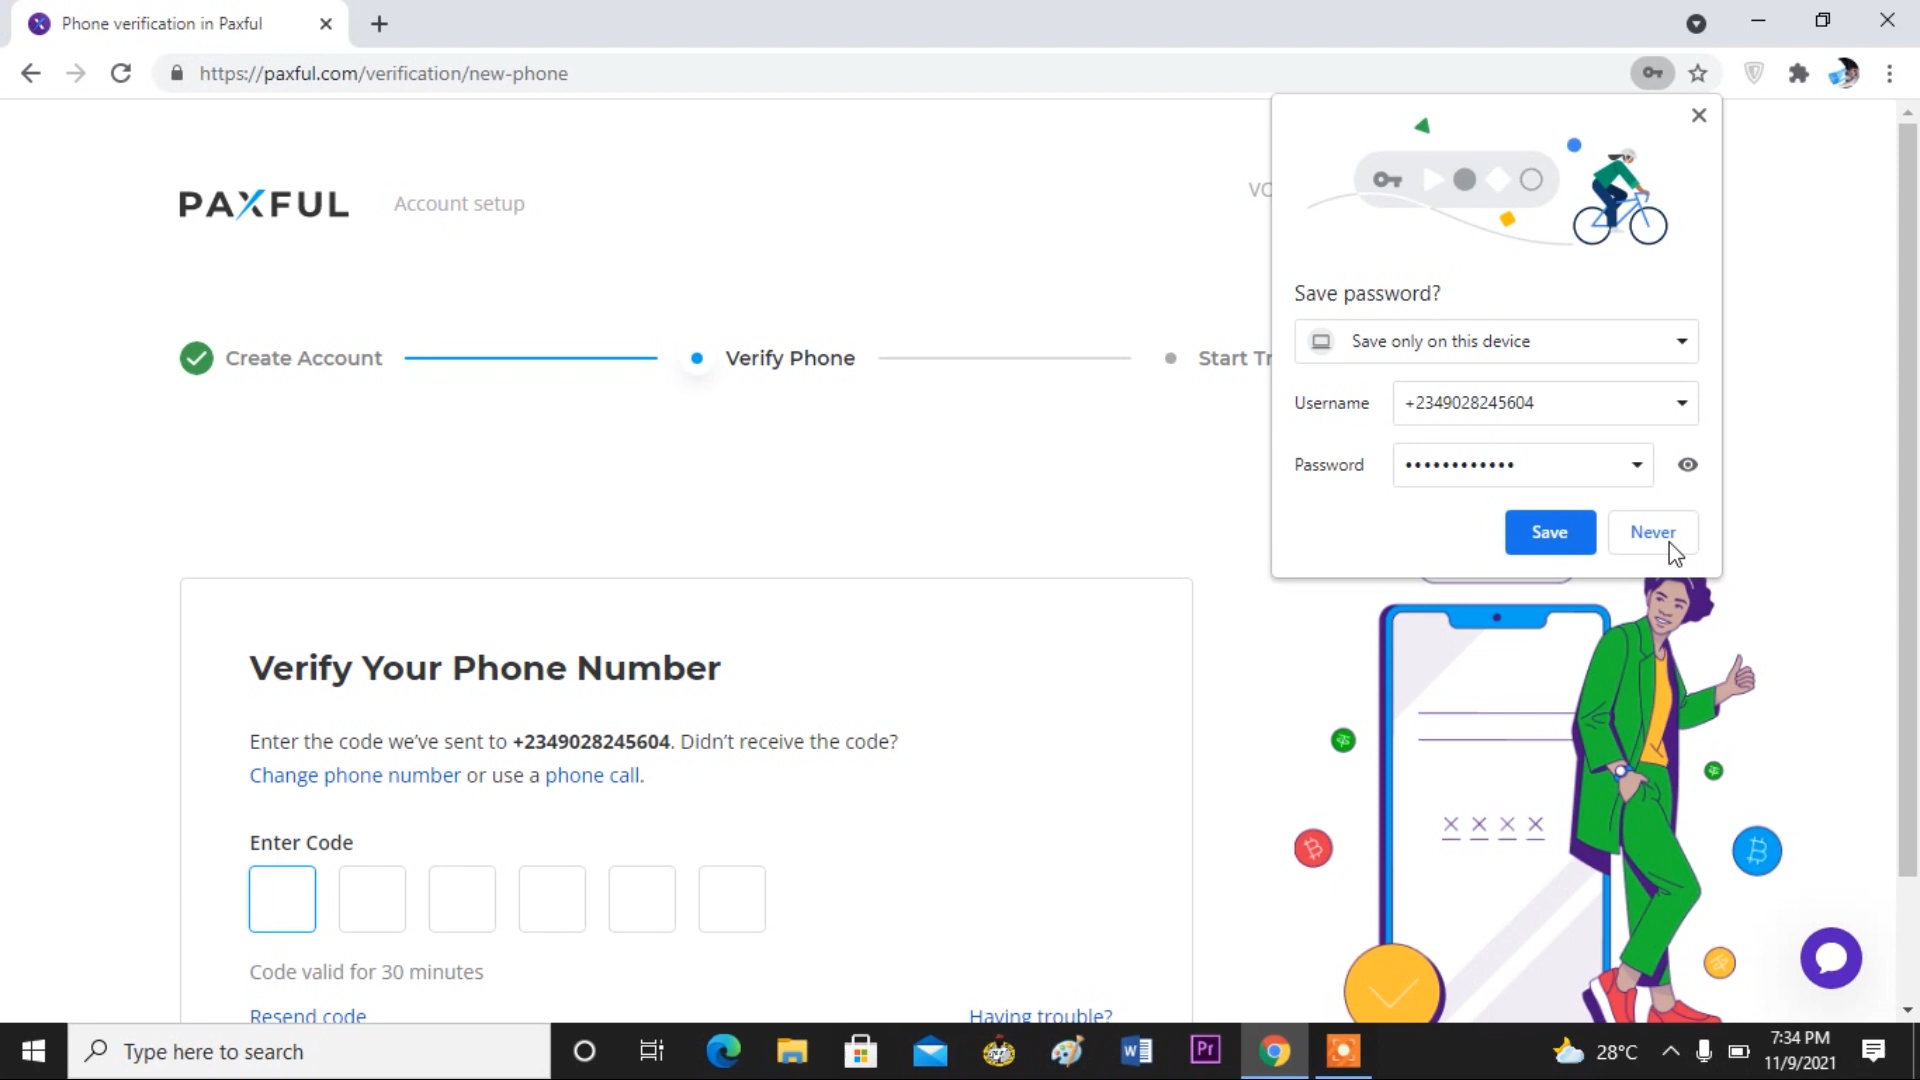 Phone verification in Paxful
https://paxful.com/verification/new-phone
PAXFUL
Account setup
Save password?
Save only on this device
Username
+2349028245604
Password
••••••••••••
Save
Never
Create Account
Verify Phone
Start Tr
Verify Your Phone Number
Enter the code we've sent to +2349028245604. Didn't receive the code?
Change phone number or use a phone call.
Enter Code
Code valid for 30 minutes
Resend code
Having trouble?
Type here to search
W
Pr
28°C
7:34 PM
11/9/2021